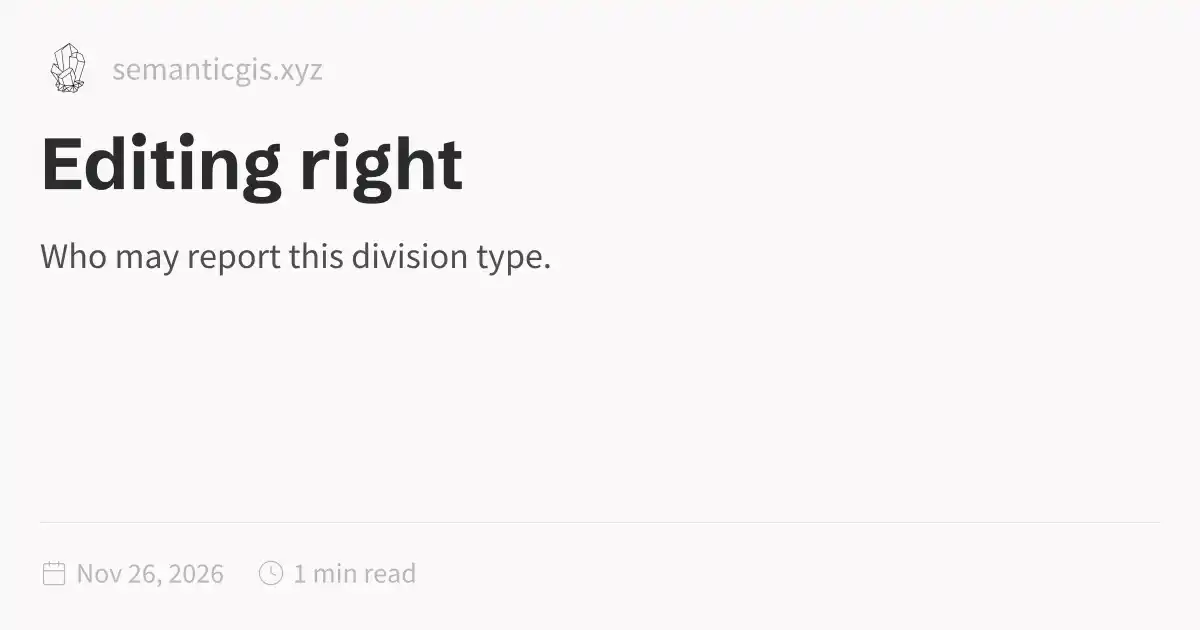 semanticgis.xyz
Editing right
Who may report this division type.
Nov 26, 2026
1 min read